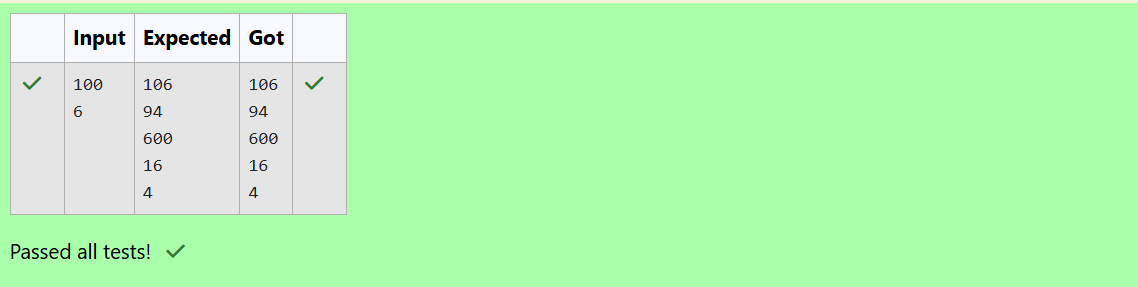 Input Expected Got
100 106 106
6 94 94
600 600
16 16
4 4
Passed all tests!